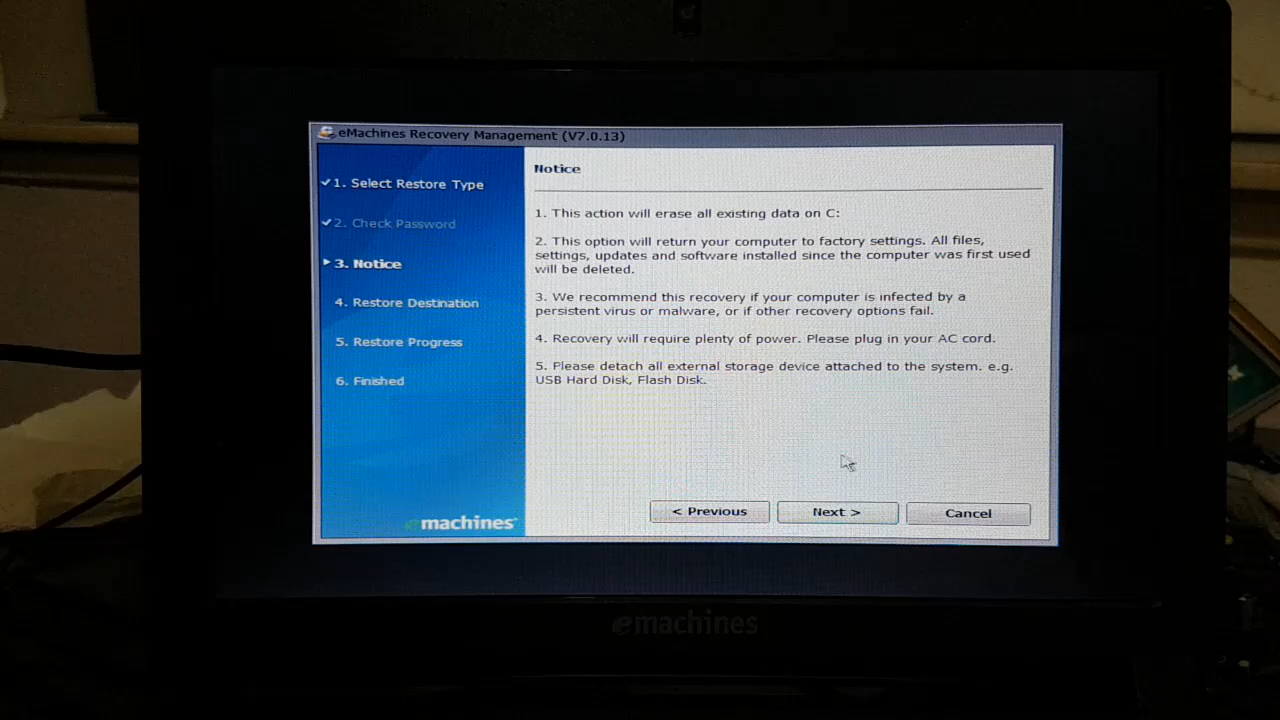 eMachines Recovery Management (V7.0.13)
1. Select Restore Type
2. Check Password
3. Notice
4. Restore Destination
5. Restore Progress
6. Finished
emachines
Notice
1. This action will erase all existing data on C:
2. This option will return your computer to factory settings. All files,
settings, updates and software installed since the computer was first used
will be deleted.
3. We recommend this recovery if your computer is infected by a
persistent virus or malware, or if other recovery options fail.
4. Recovery will require plenty of power. Please plug in your AC cord.
5. Please detach all external storage device attached to the system. e.g.
USB Hard Disk, Flash Disk.
< Previous
Next >
Cancel
emachines